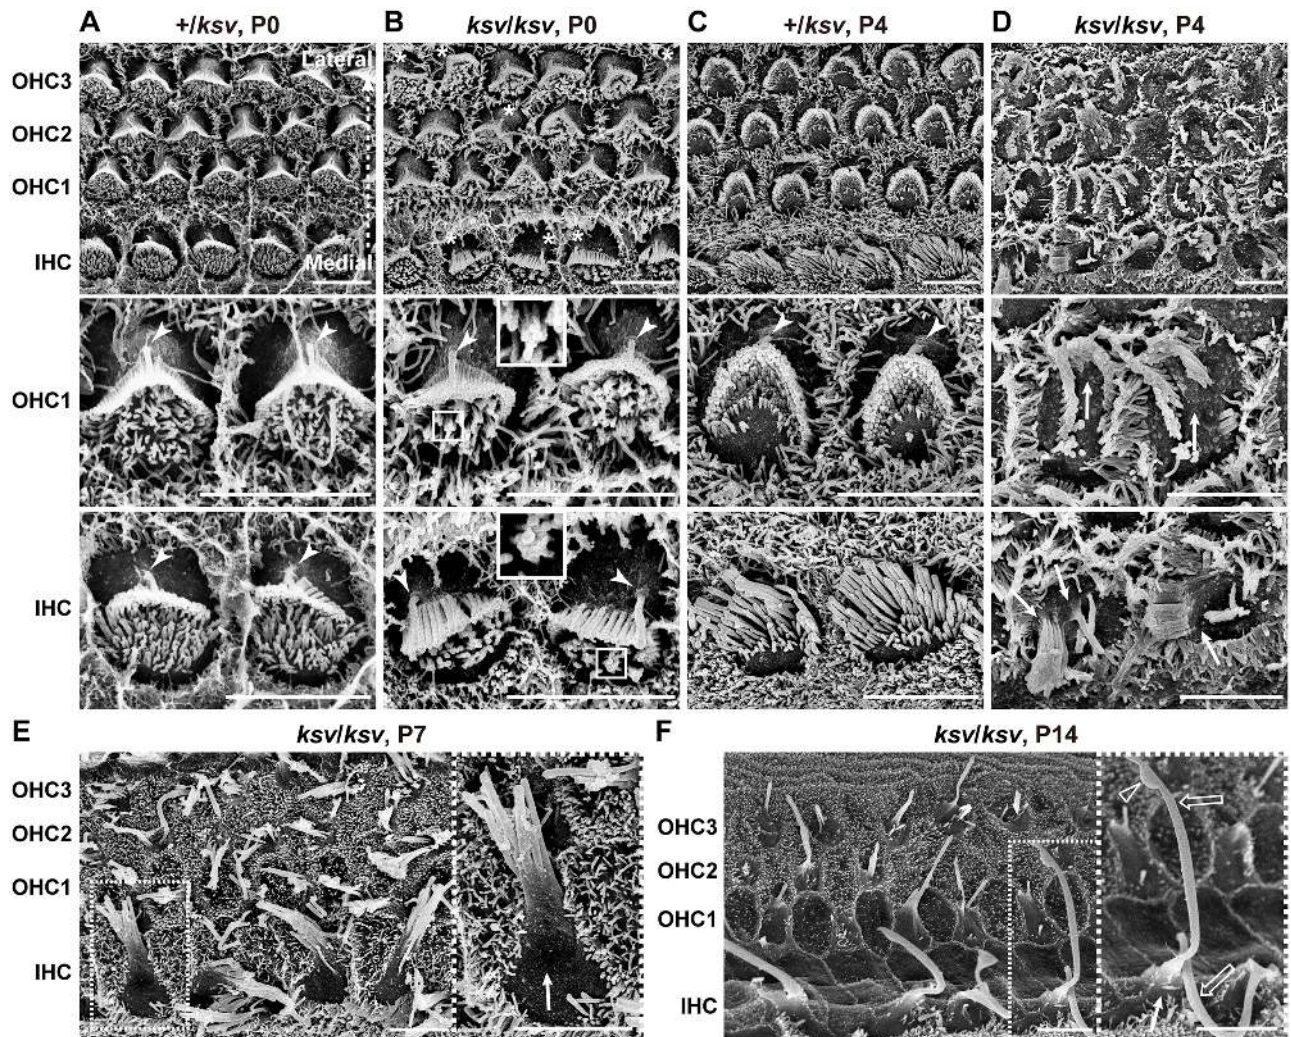 A +/ksv, P0
B ksv/ksv, P0
C +/ksv, P4
D ksv/ksv, P4
Lateral
OHC3
OHC2
OHC1
IHC
Medial
OHC1
IHC
E ksv/ksv, P7
OHC3
OHC2
OHC1
IHC
F ksv/ksv, P14
OHC3
OHC2
OHC1
IHC